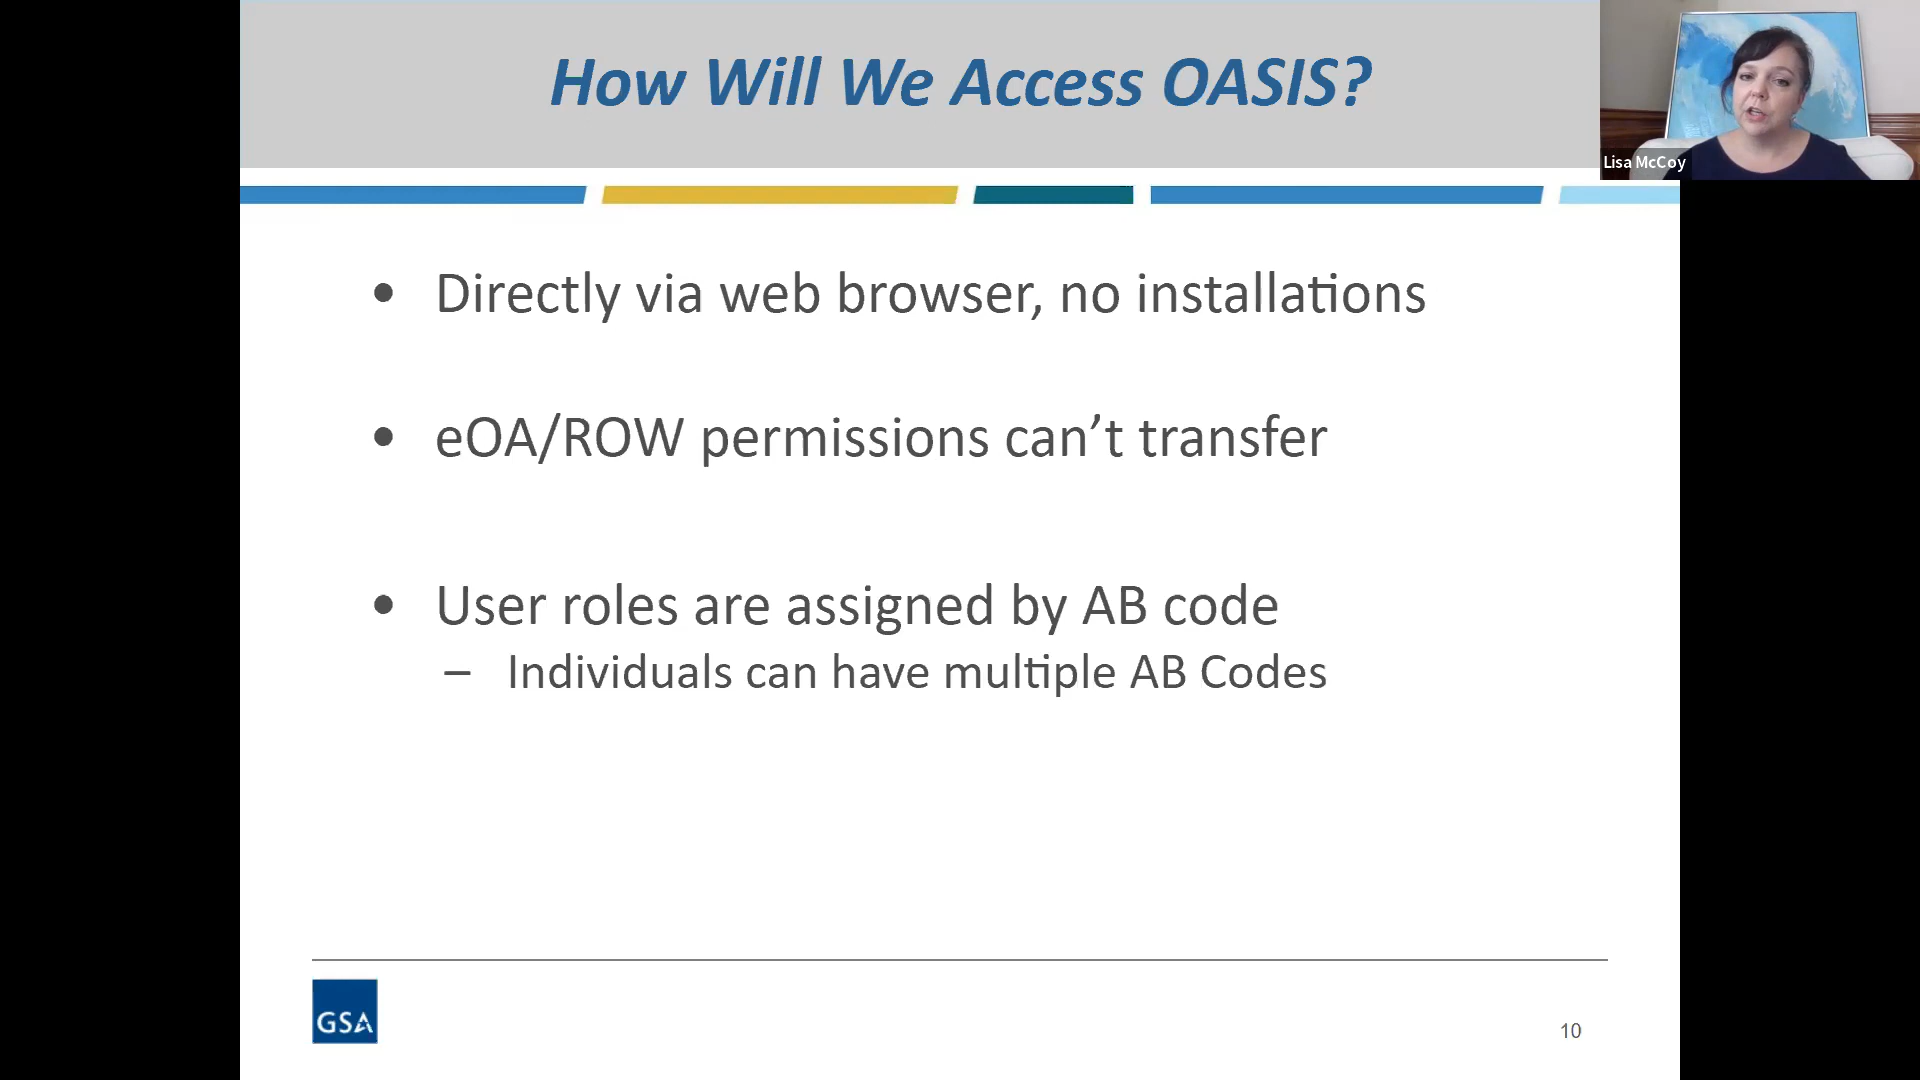 How Will We Access OASIS?
Lisa McCoy
• Directly via web browser, no installations
• eOA/ROW permissions can’t transfer
• User roles are assigned by AB code
– Individuals can have multiple AB Codes
GSA
10